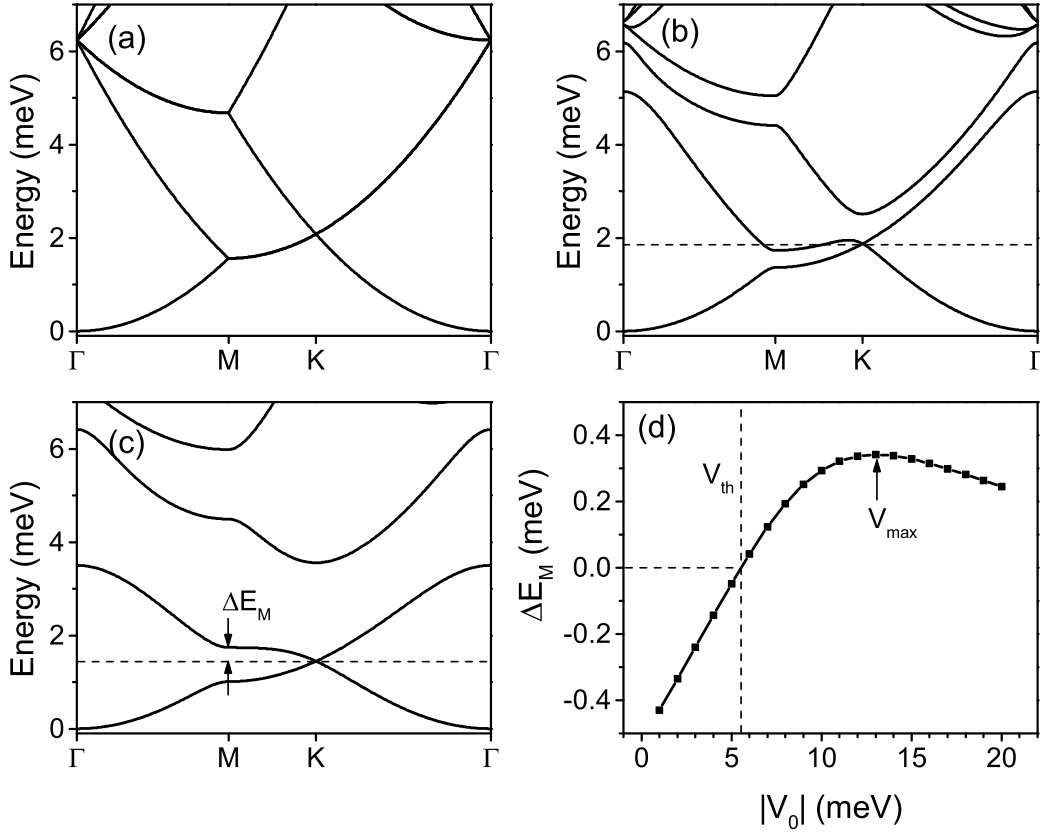 (a)
Energy (meV)
6
4
2
0
Γ M K Γ
(b)
Energy (meV)
6
4
2
0
Γ M K Γ
(c)
Energy (meV)
6
4
2
0
ΔE_M
Γ M K Γ
(d)
ΔE_M (meV)
0.4
0.2
0.0
-0.2
-0.4
V_th
V_max
0 5 10 15 20
|V_0| (meV)